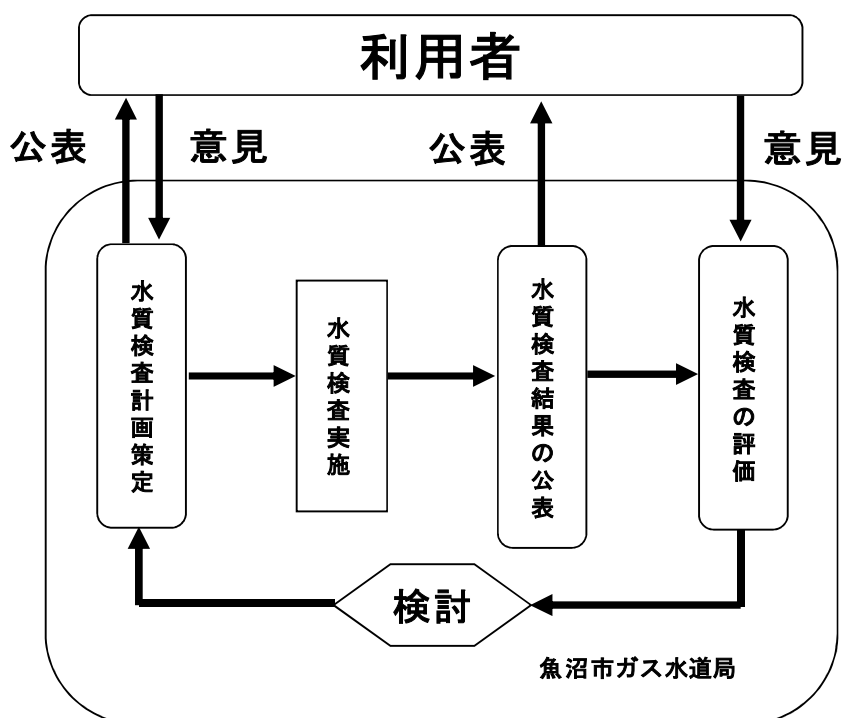 利用者
公表
意見
公表
意見
水質検査計画策定
水質検査実施
水質検査結果の公表
水質検査の評価
検討
魚沼市ガス水道局